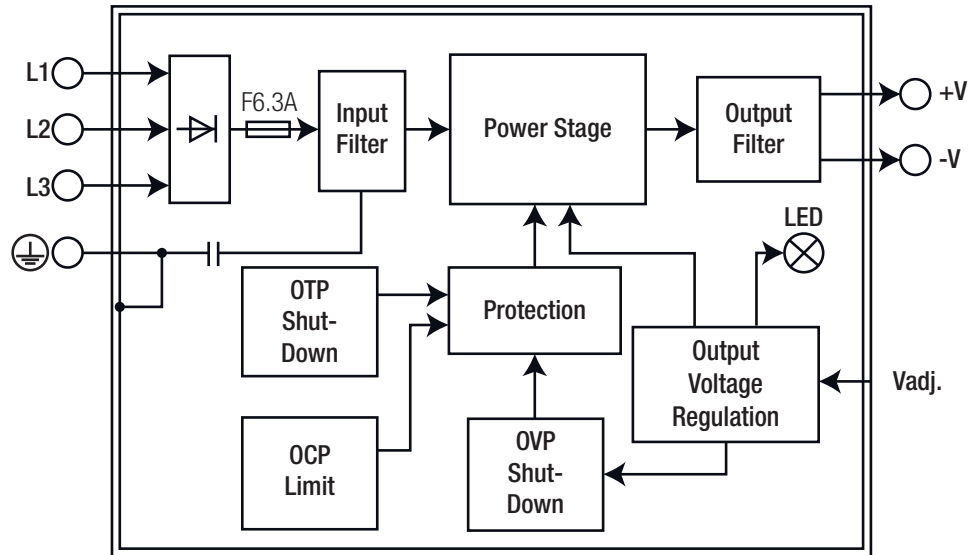 L1
L2
L3
F6.3A
Input
Filter
Power Stage
Output
Filter
+V
-V
LED
OTP
Shut-
Down
Protection
Output
Voltage
Regulation
Vadj.
OCP
Limit
OVP
Shut-
Down